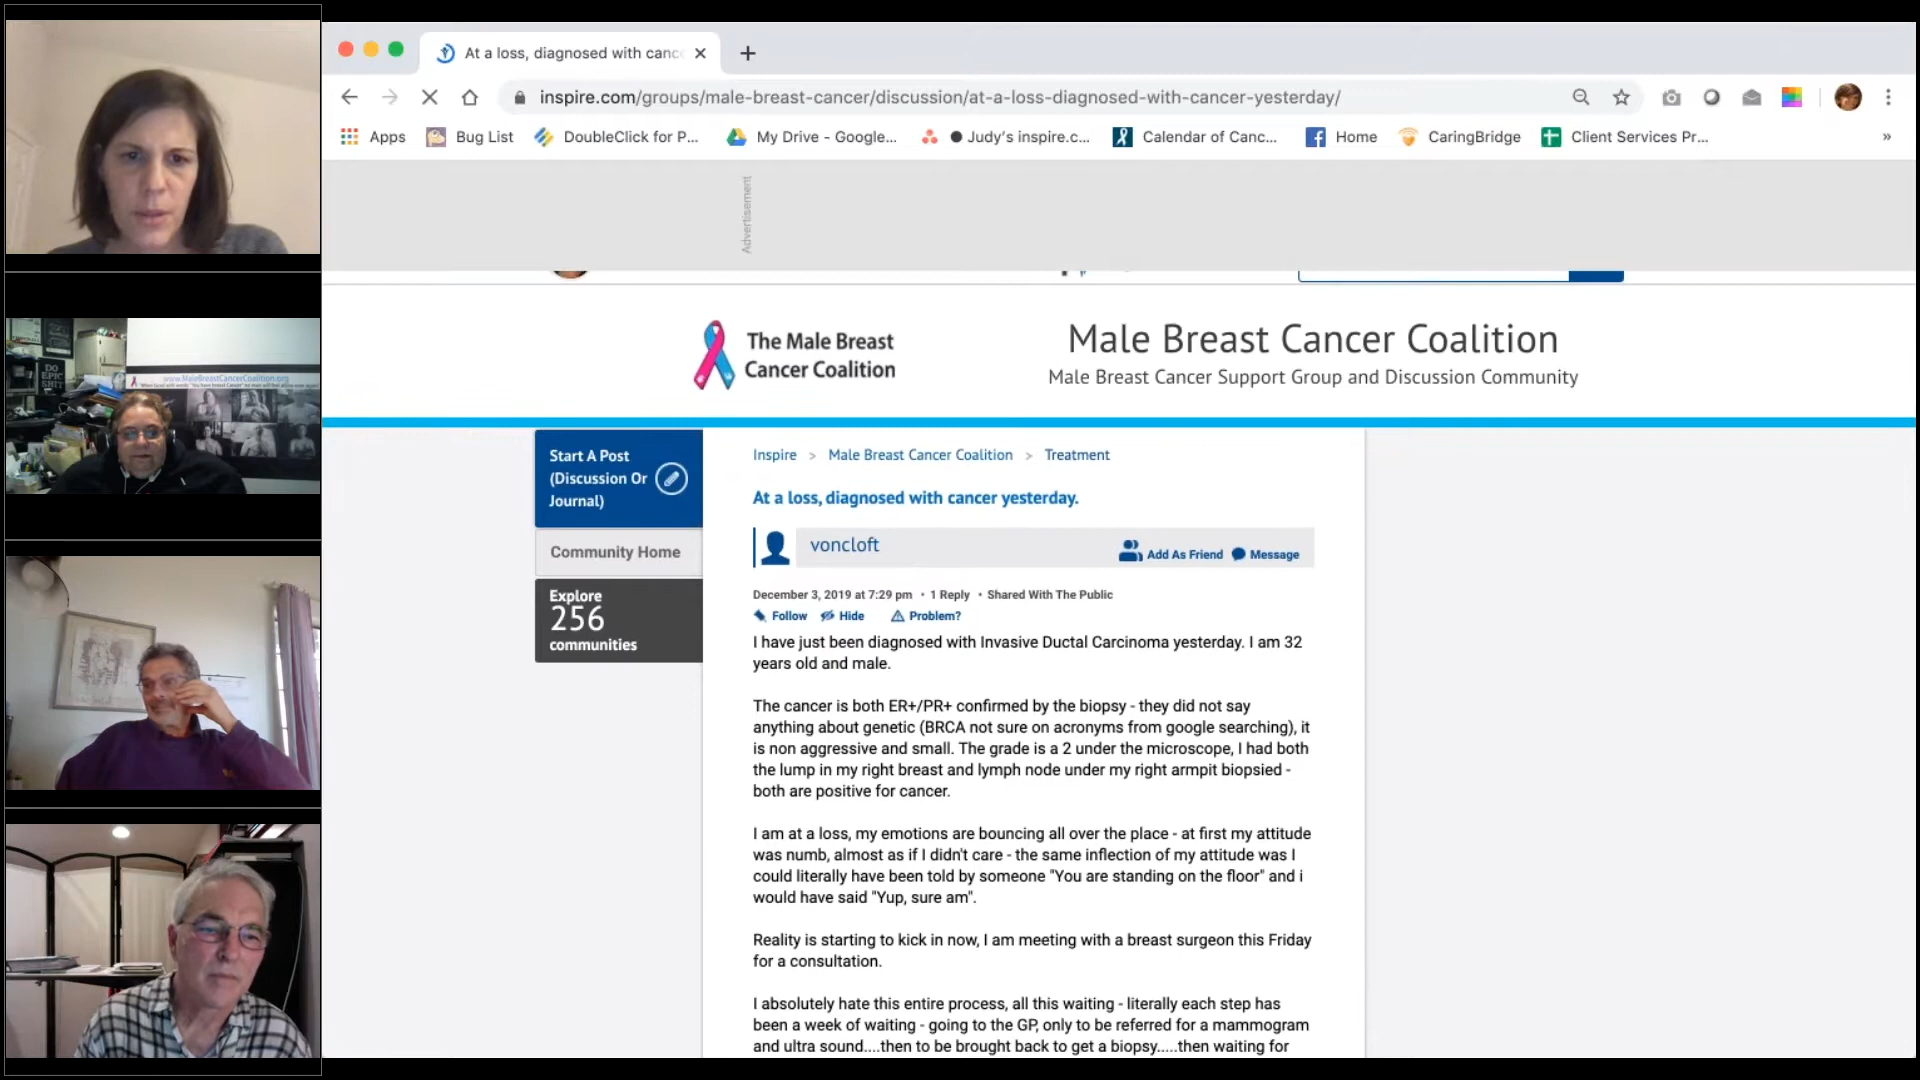 At a loss, diagnosed with canc
inspire.com/groups/male-breast-cancer/discussion/at-a-loss-diagnosed-with-cancer-yesterday/
Apps Bug List DoubleClick for P... My Drive - Google... Judy's inspire.c... Calendar of Canc... Home CaringBridge Client Services Pr... »
Advertisement
DO
EPIC
SHIT
www.MaleBreastCancerCoalition.org
The Male Breast
Cancer Coalition
Male Breast Cancer Coalition
Male Breast Cancer Support Group and Discussion Community
Start A Post
(Discussion Or
Journal)
Community Home
Explore
256
communities
Inspire > Male Breast Cancer Coalition > Treatment
At a loss, diagnosed with cancer yesterday.
voncloft
Add As Friend Message
December 3, 2019 at 7:29 pm • 1 Reply • Shared With The Public
Follow Hide Problem?
I have just been diagnosed with Invasive Ductal Carcinoma yesterday. I am 32
years old and male.
The cancer is both ER+/PR+ confirmed by the biopsy - they did not say
anything about genetic (BRCA not sure on acronyms from google searching), it
is non aggressive and small. The grade is a 2 under the microscope, I had both
the lump in my right breast and lymph node under my right armpit biopsied -
both are positive for cancer.
I am at a loss, my emotions are bouncing all over the place - at first my attitude
was numb, almost as if I didn't care - the same inflection of my attitude was I
could literally have been told by someone "You are standing on the floor" and i
would have said "Yup, sure am".
Reality is starting to kick in now, I am meeting with a breast surgeon this Friday
for a consultation.
I absolutely hate this entire process, all this waiting - literally each step has
been a week of waiting - going to the GP, only to be referred for a mammogram
and ultra sound....then to be brought back to get a biopsy.....then waiting for